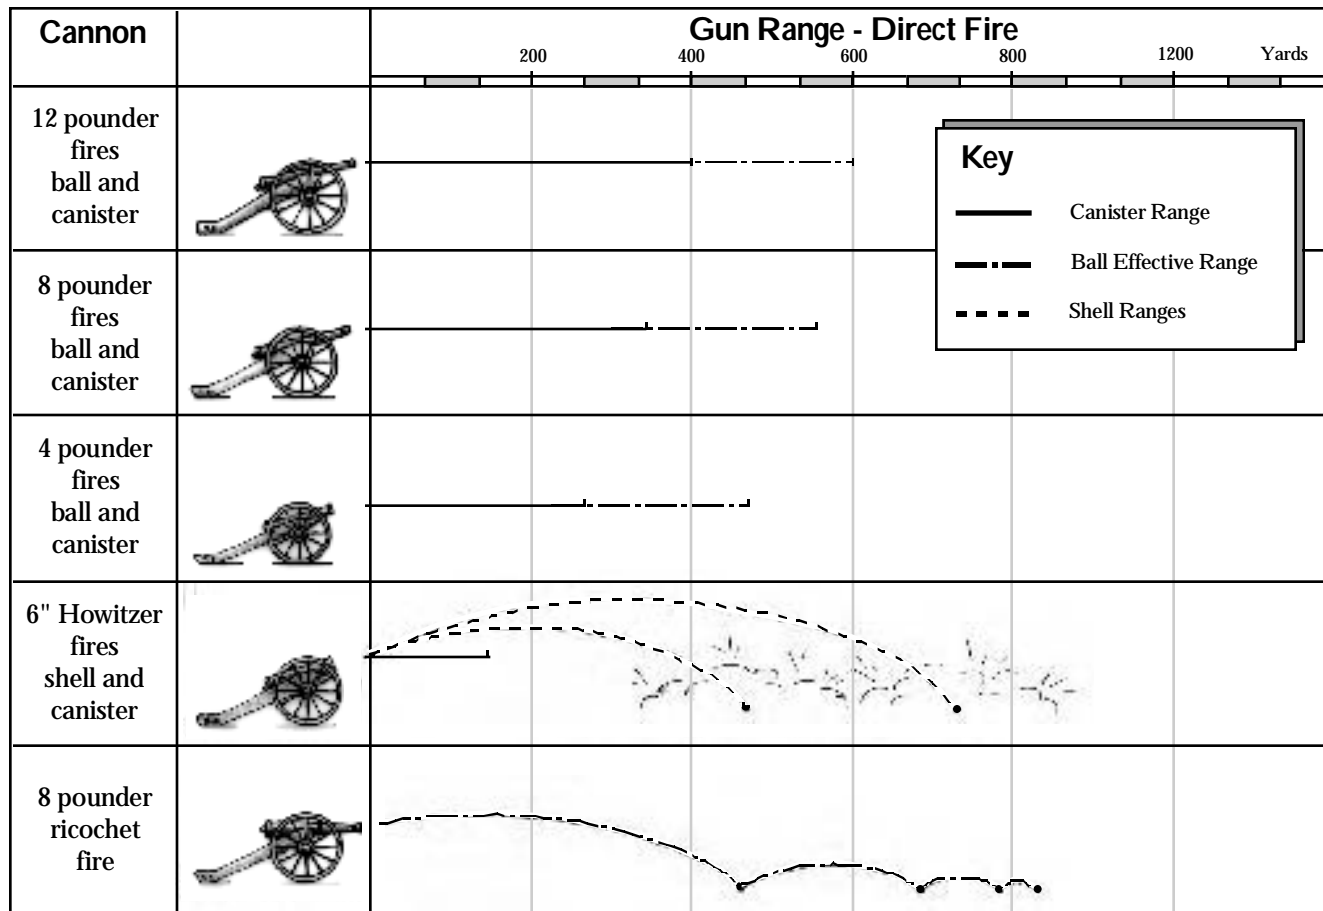 Cannon
Gun Range - Direct Fire
200 400 600 800 1200 Yards
12 pounder
fires
ball and
canister
Key
Canister Range
Ball Effective Range
Shell Ranges
8 pounder
fires
ball and
canister
4 pounder
fires
ball and
canister
6" Howitzer
fires
shell and
canister
8 pounder
ricochet
fire